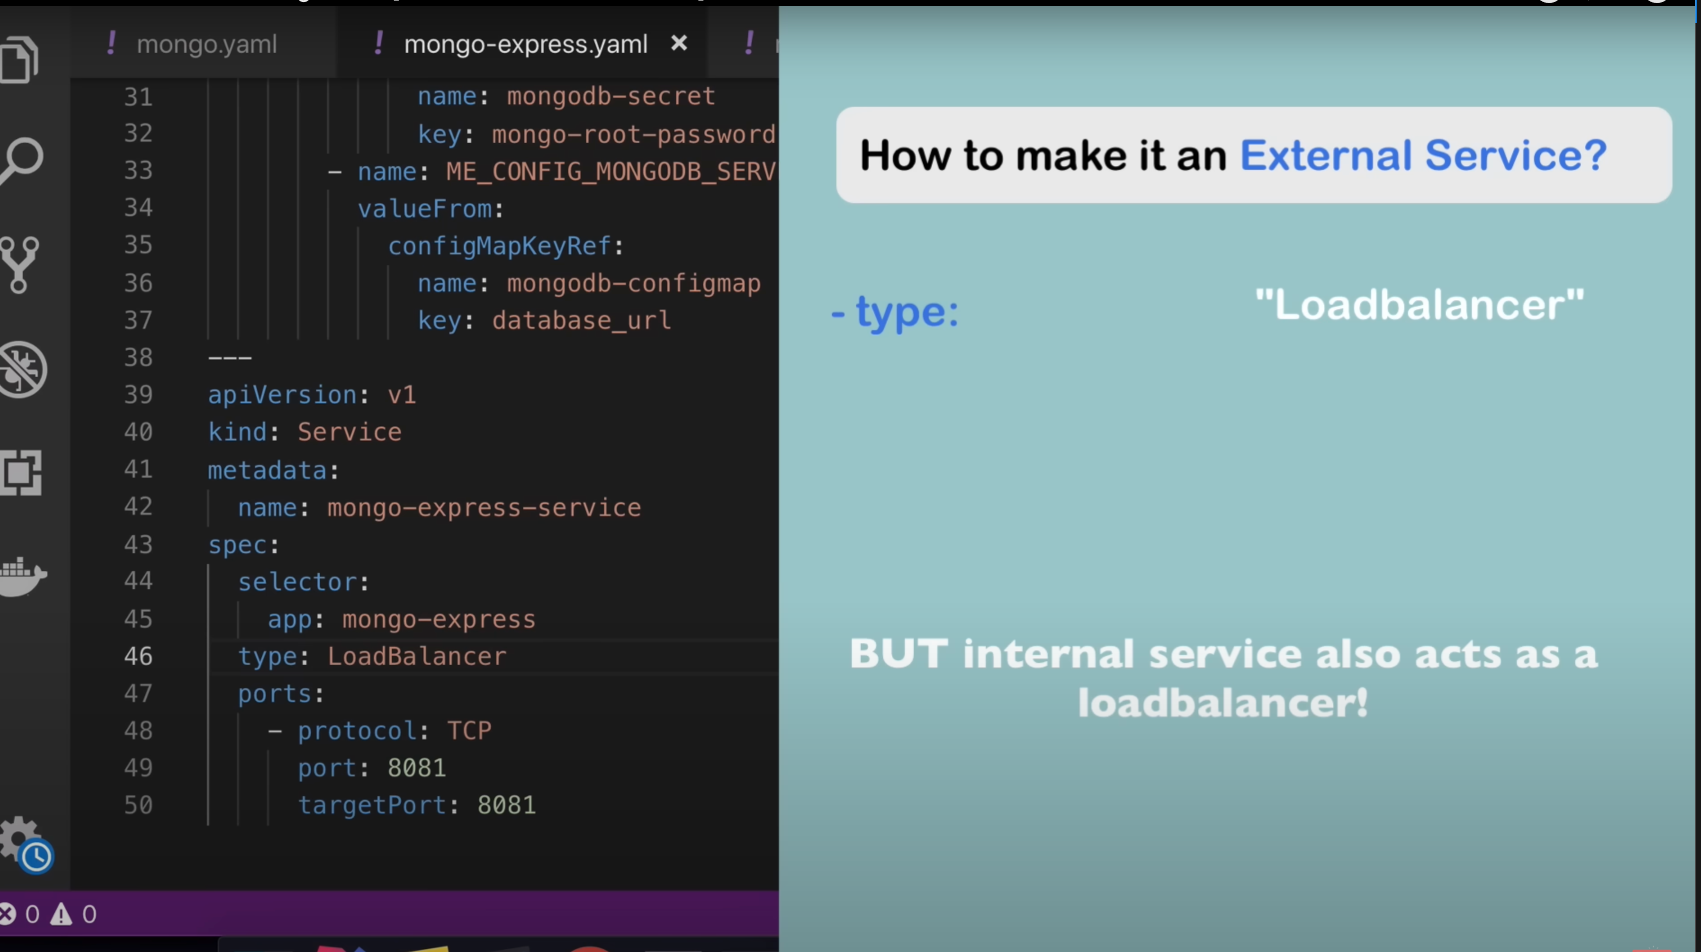 mongo.yaml
mongo-express.yaml
31 name: mongodb-secret
32 key: mongo-root-password
33 - name: ME_CONFIG_MONGODB_SERV
34 valueFrom:
35 configMapKeyRef:
36 name: mongodb-configmap
37 key: database_url
38 ---
39 apiVersion: v1
40 kind: Service
41 metadata:
42 name: mongo-express-service
43 spec:
44 selector:
45 app: mongo-express
46 type: LoadBalancer
47 ports:
48 - protocol: TCP
49 port: 8081
50 targetPort: 8081
0 0
How to make it an External Service?
- type: "Loadbalancer"
BUT internal service also acts as a
loadbalancer!